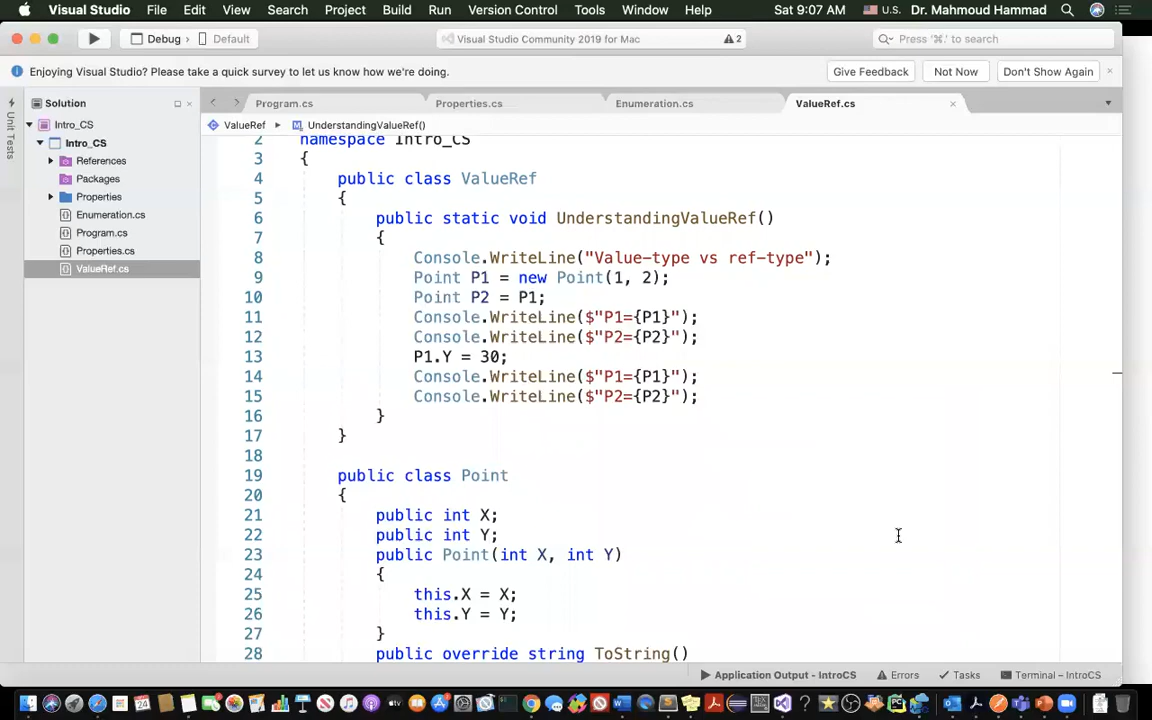 Visual Studio File Edit View Search Project Build Run Version Control Tools Window Help Sat 9:07 AM U.S. Dr. Mahmoud Hammad
Debug Default Visual Studio Community 2019 for Mac 2 Press '⌘.' to search
Enjoying Visual Studio? Please take a quick survey to let us know how we're doing. Give Feedback Not Now Don't Show Again
Solution Program.cs Properties.cs Enumeration.cs ValueRef.cs
Unit Tests
Intro_CS
Intro_CS
References
Packages
Properties
Enumeration.cs
Program.cs
Properties.cs
ValueRef.cs
ValueRef UnderstandingValueRef()
2 namespace Intro_CS
3 {
4 public class ValueRef
5 {
6 public static void UnderstandingValueRef()
7 {
8 Console.WriteLine("Value-type vs ref-type");
9 Point P1 = new Point(1, 2);
10 Point P2 = P1;
11 Console.WriteLine($"P1={P1}");
12 Console.WriteLine($"P2={P2}");
13 P1.Y = 30;
14 Console.WriteLine($"P1={P1}");
15 Console.WriteLine($"P2={P2}");
16 }
17 }
18
19 public class Point
20 {
21 public int X;
22 public int Y;
23 public Point(int X, int Y)
24 {
25 this.X = X;
26 this.Y = Y;
27 }
28 public override string ToString()
Application Output – IntroCS Errors Tasks Terminal – IntroCS